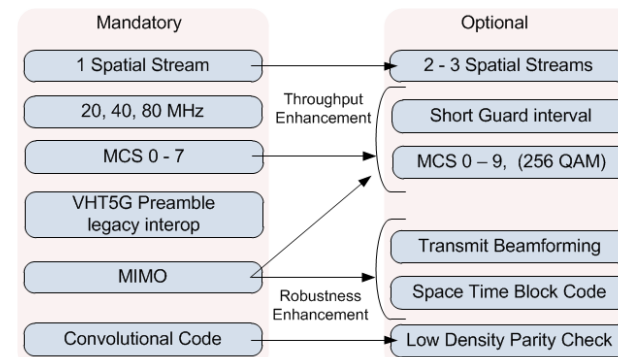 Mandatory
Optional
1 Spatial Stream
2 - 3 Spatial Streams
20, 40, 80 MHz
Throughput
Enhancement
Short Guard interval
MCS 0 - 7
MCS 0 – 9, (256 QAM)
VHT5G Preamble
legacy interop
Transmit Beamforming
MIMO
Robustness
Enhancement
Space Time Block Code
Convolutional Code
Low Density Parity Check